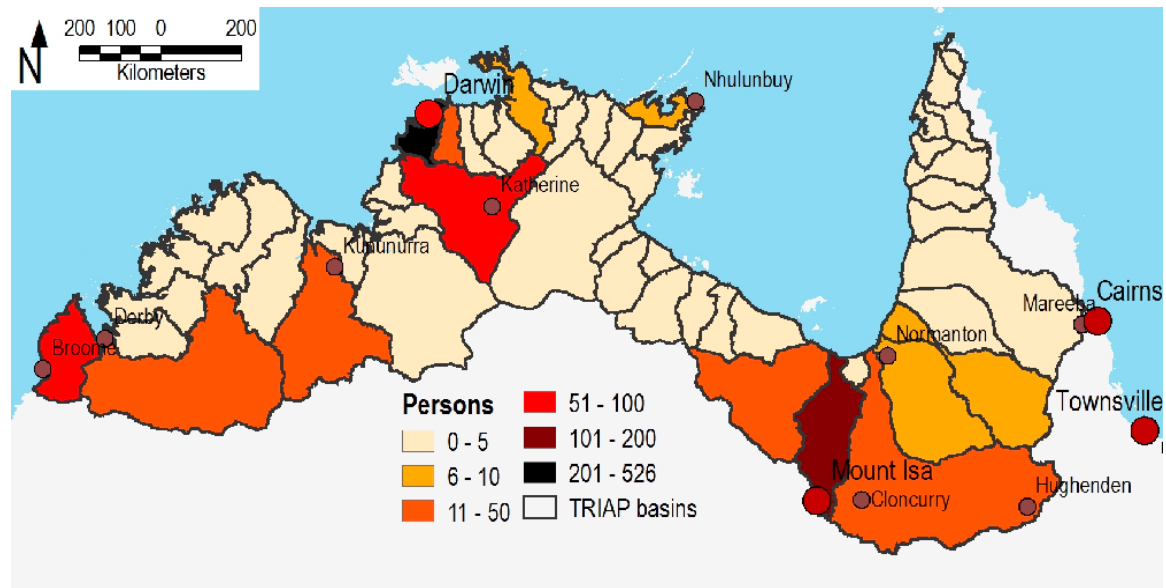 200 100 0 200
Kilometers
N
Darwin
Nhulunbuy
Katherine
Kununurra
Derby
Broome
Mareeba
Cairns
Normanton
Townsville
Mount Isa
Cloncurry
Hughenden
Persons
0 - 5
6 - 10
11 - 50
51 - 100
101 - 200
201 - 526
TRIAP basins